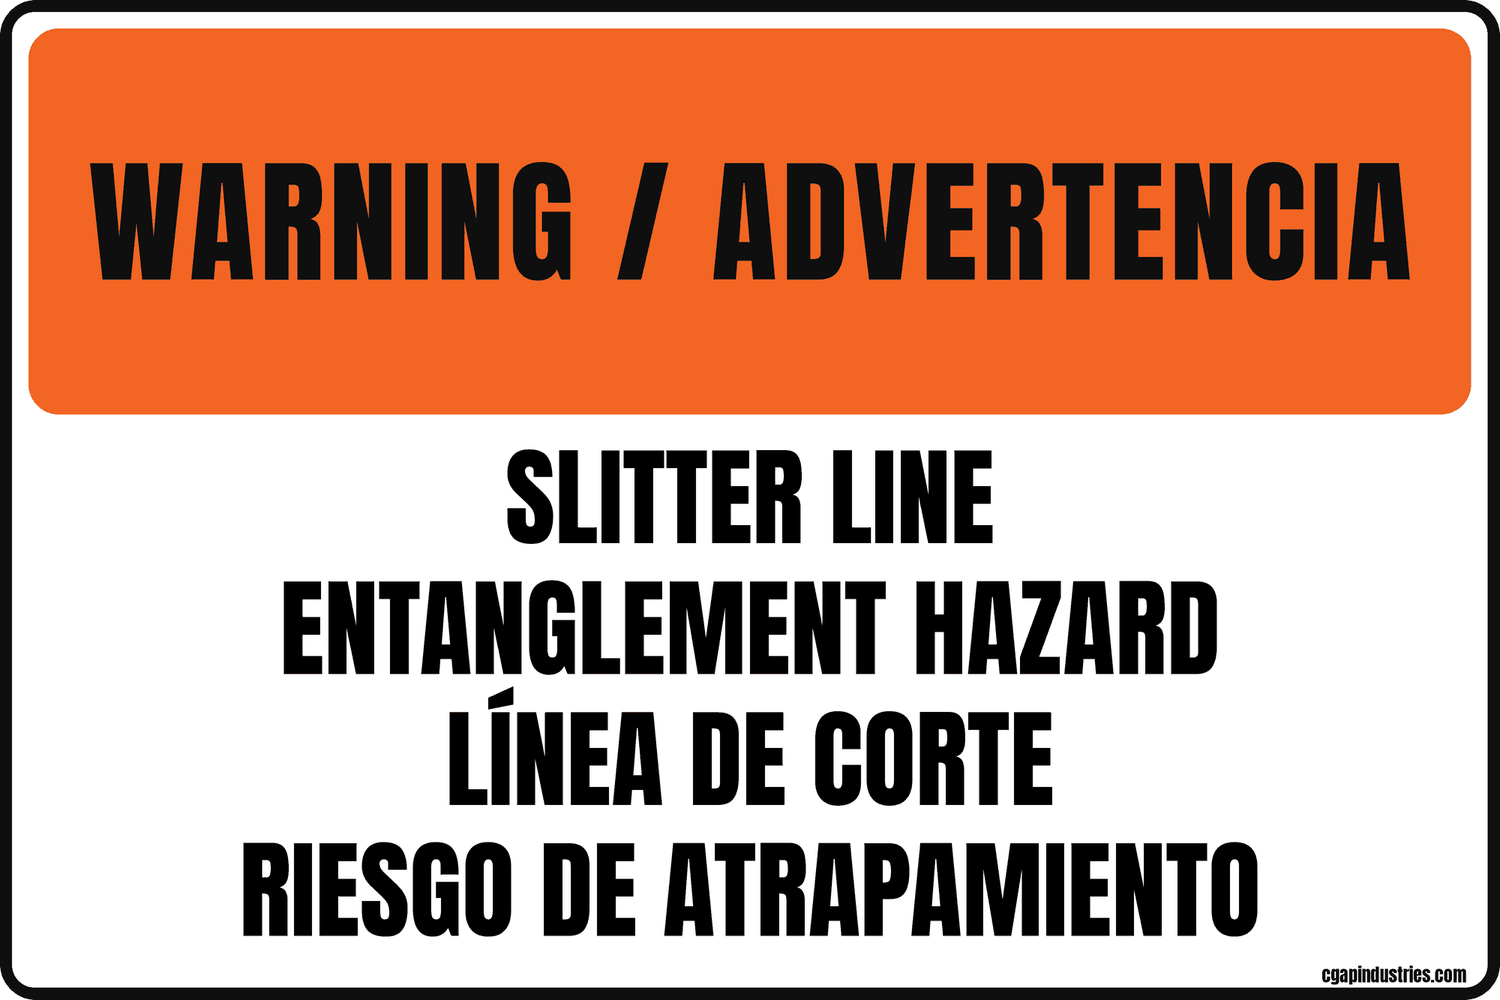 WARNING / ADVERTENCIA
SLITTER LINE
ENTANGLEMENT HAZARD
LÍNEA DE CORTE
RIESGO DE ATRAPAMIENTO
cgapindustries.com